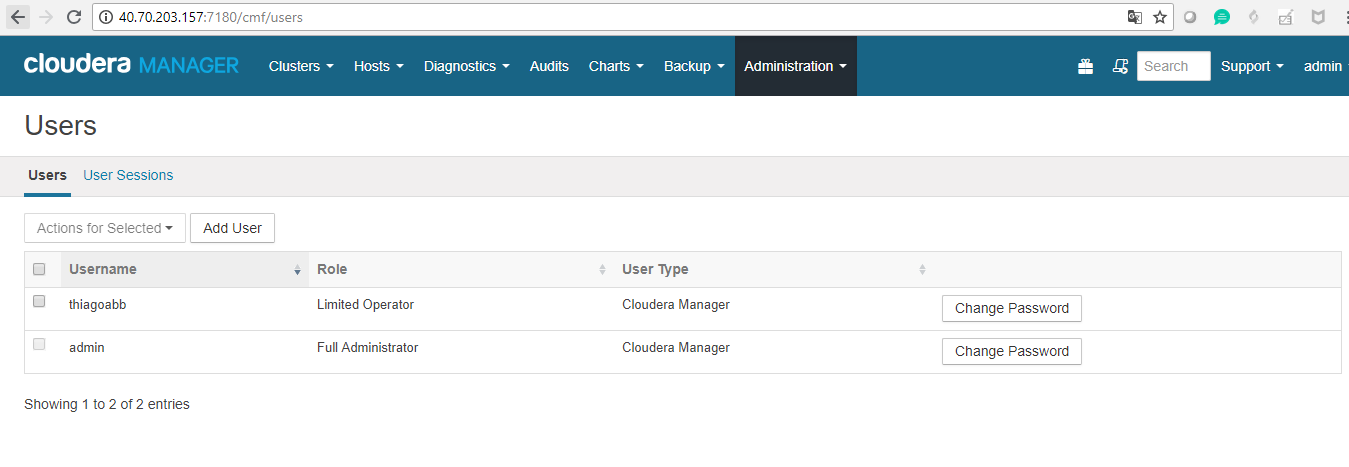 40.70.203.157:7180/cmf/users
cloudera MANAGER Clusters Hosts Diagnostics Audits Charts Backup Administration Search Support admin
Users
Users User Sessions
Actions for Selected Add User
Username Role User Type
thiagoabb Limited Operator Cloudera Manager Change Password
admin Full Administrator Cloudera Manager Change Password
Showing 1 to 2 of 2 entries